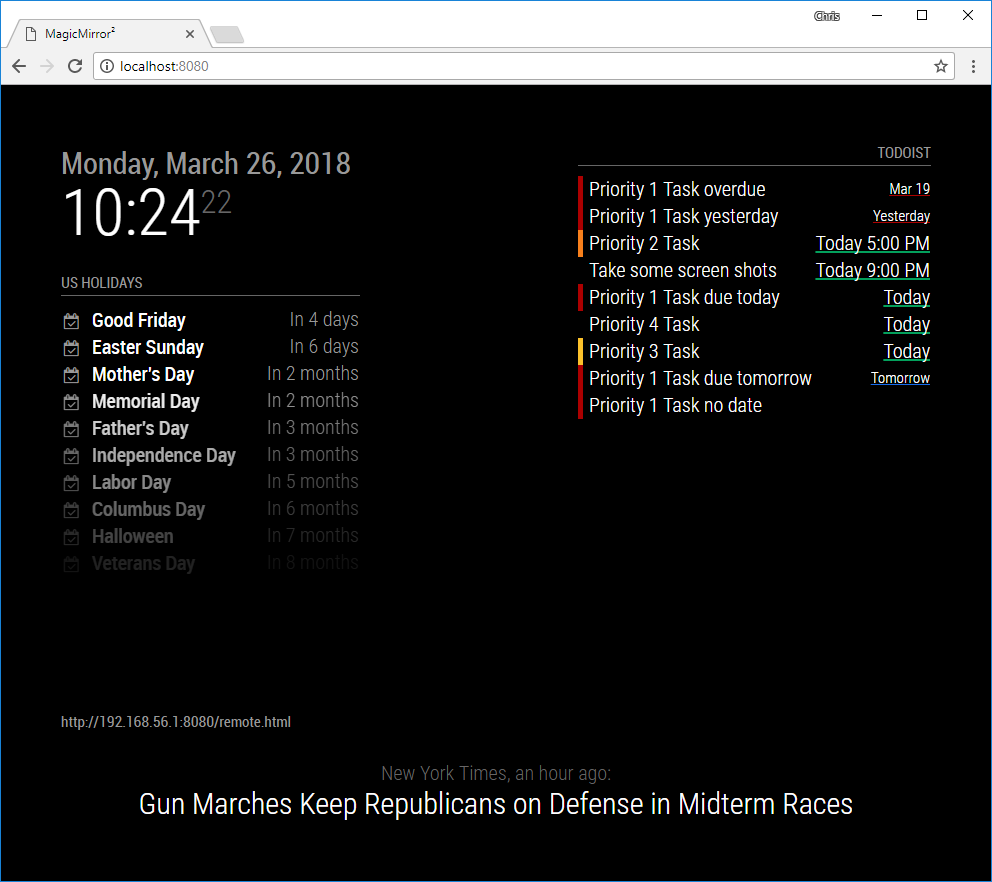 Chris
MagicMirror²
localhost:8080
Monday, March 26, 2018
10:24 22
US HOLIDAYS
Good Friday In 4 days
Easter Sunday In 6 days
Mother's Day In 2 months
Memorial Day In 2 months
Father's Day In 3 months
Independence Day In 3 months
Labor Day In 5 months
Columbus Day In 6 months
Halloween In 7 months
Veterans Day In 8 months
TODOIST
Priority 1 Task overdue Mar 19
Priority 1 Task yesterday Yesterday
Priority 2 Task Today 5:00 PM
Take some screen shots Today 9:00 PM
Priority 1 Task due today Today
Priority 4 Task Today
Priority 3 Task Today
Priority 1 Task due tomorrow Tomorrow
Priority 1 Task no date
http://192.168.56.1:8080/remote.html
New York Times, an hour ago:
Gun Marches Keep Republicans on Defense in Midterm Races